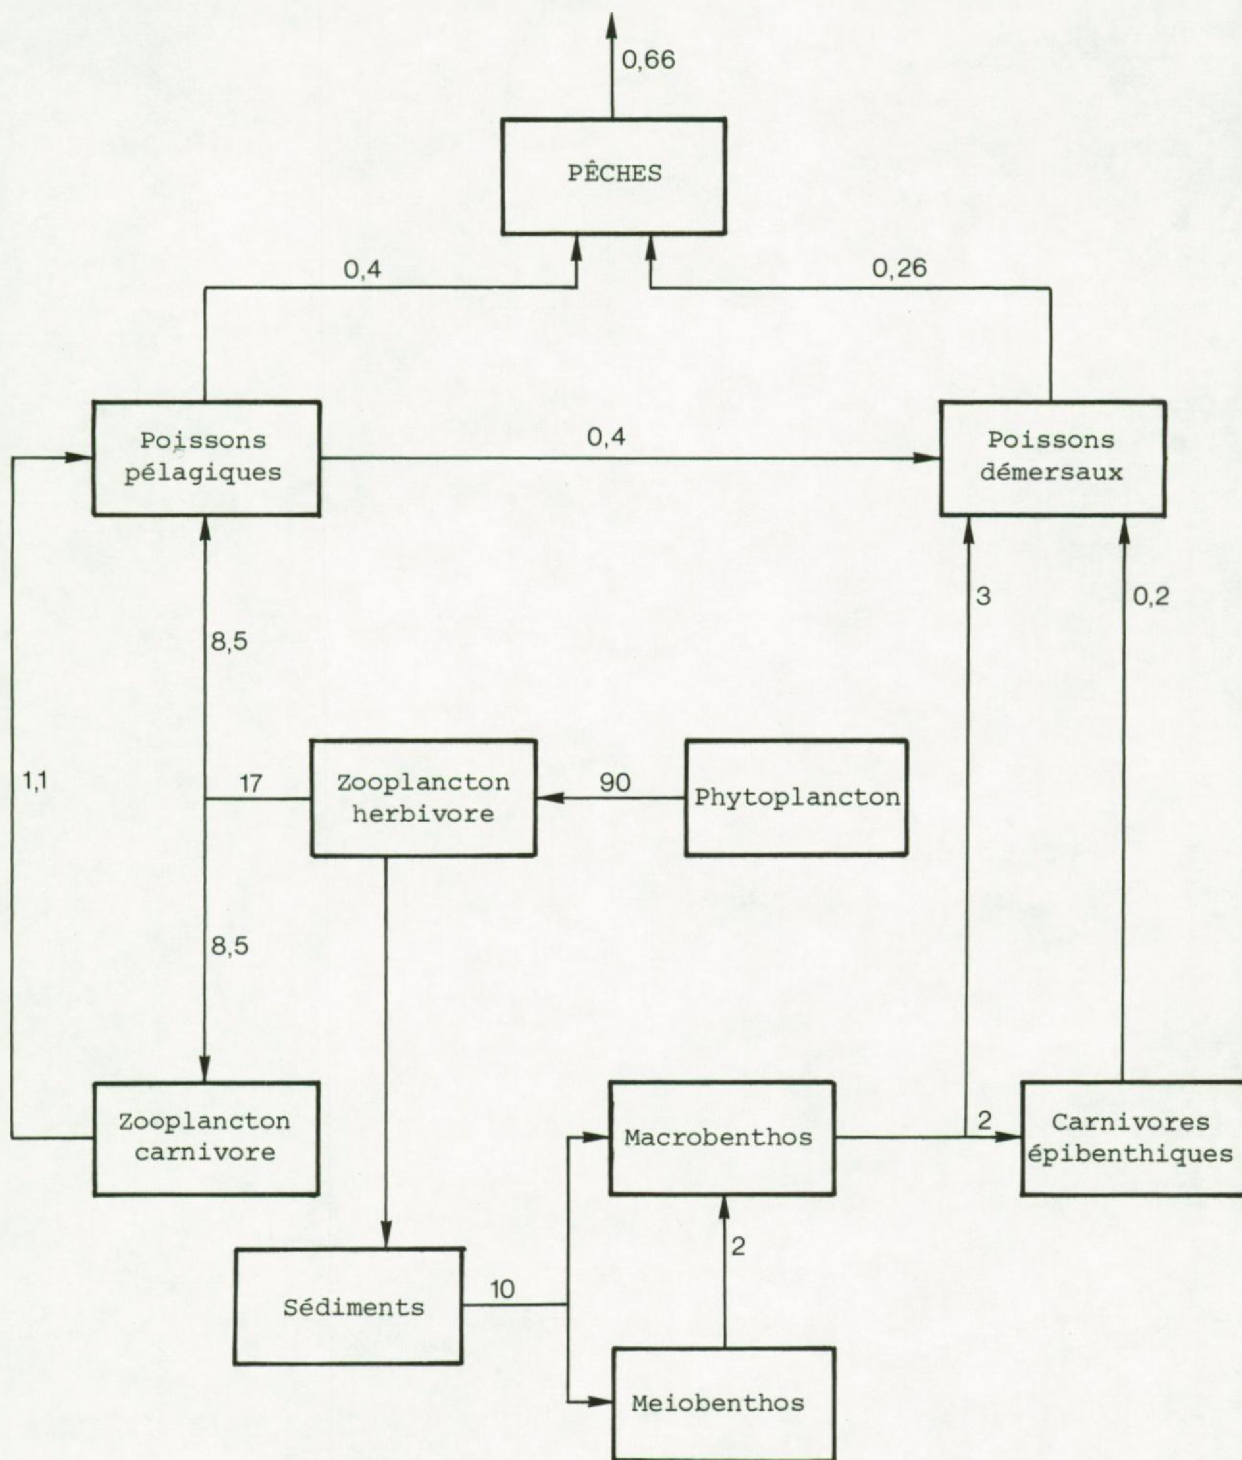 0,66
PÊCHES
0,4
0,26
Poissons
pélagiques
0,4
Poissons
démersaux
8,5
3
0,2
1,1
17
Zooplancton
herbivore
90
Phytoplancton
8,5
Zooplancton
carnivore
Macrobenthos
2
Carnivores
épibenthiques
2
Sédiments
10
Meiobenthos